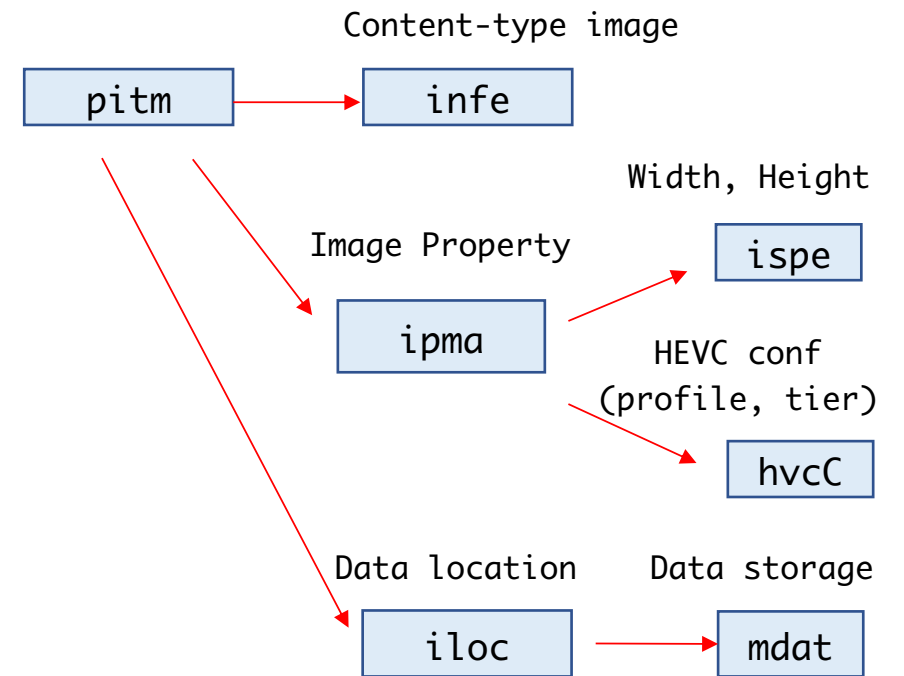 Content-type image
pitm
infe
Width, Height
Image Property
ispe
ipma
HEVC conf
(profile, tier)
hvcC
Data location
Data storage
iloc
mdat